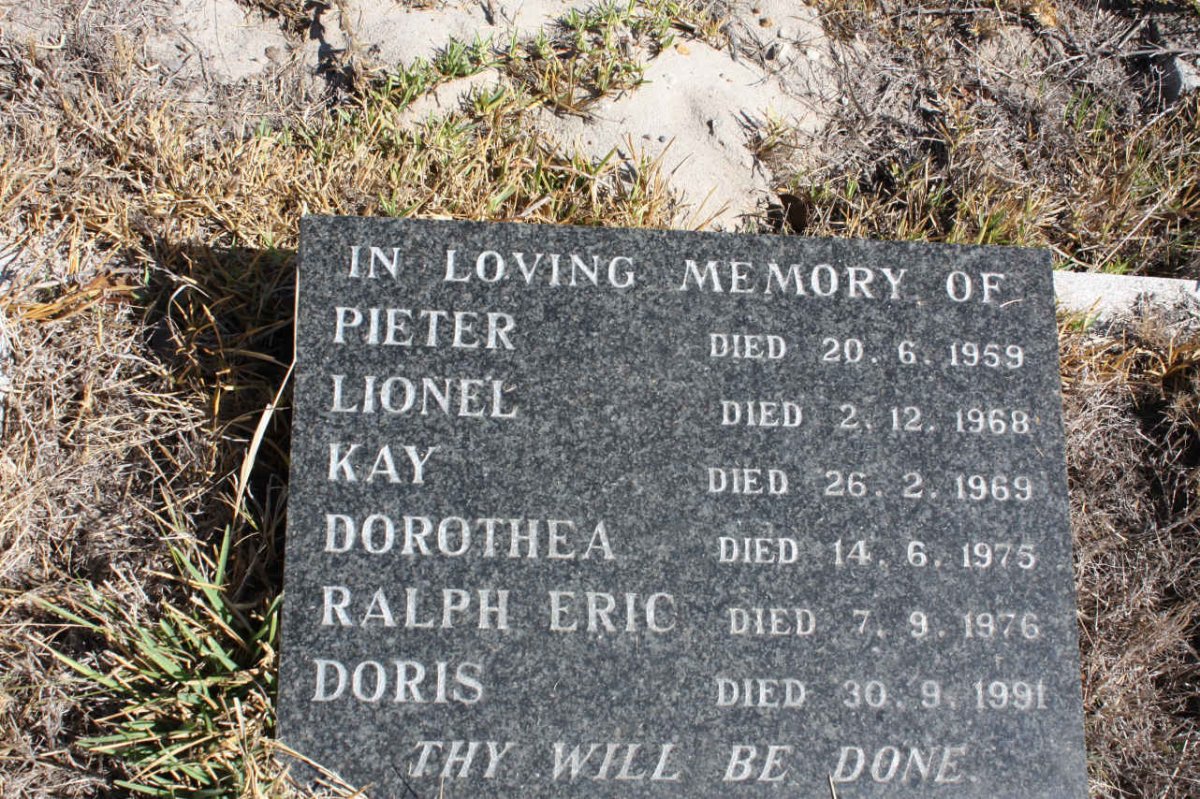 IN LOVING MEMORY OF
PIETER DIED 20.6.1959
LIONEL DIED 2.12.1968
KAY DIED 26.2.1969
DOROTHEA DIED 14.6.1975
RALPH ERIC DIED 7.9.1976
DORIS DIED 30.9.1991
THY WILL BE DONE.